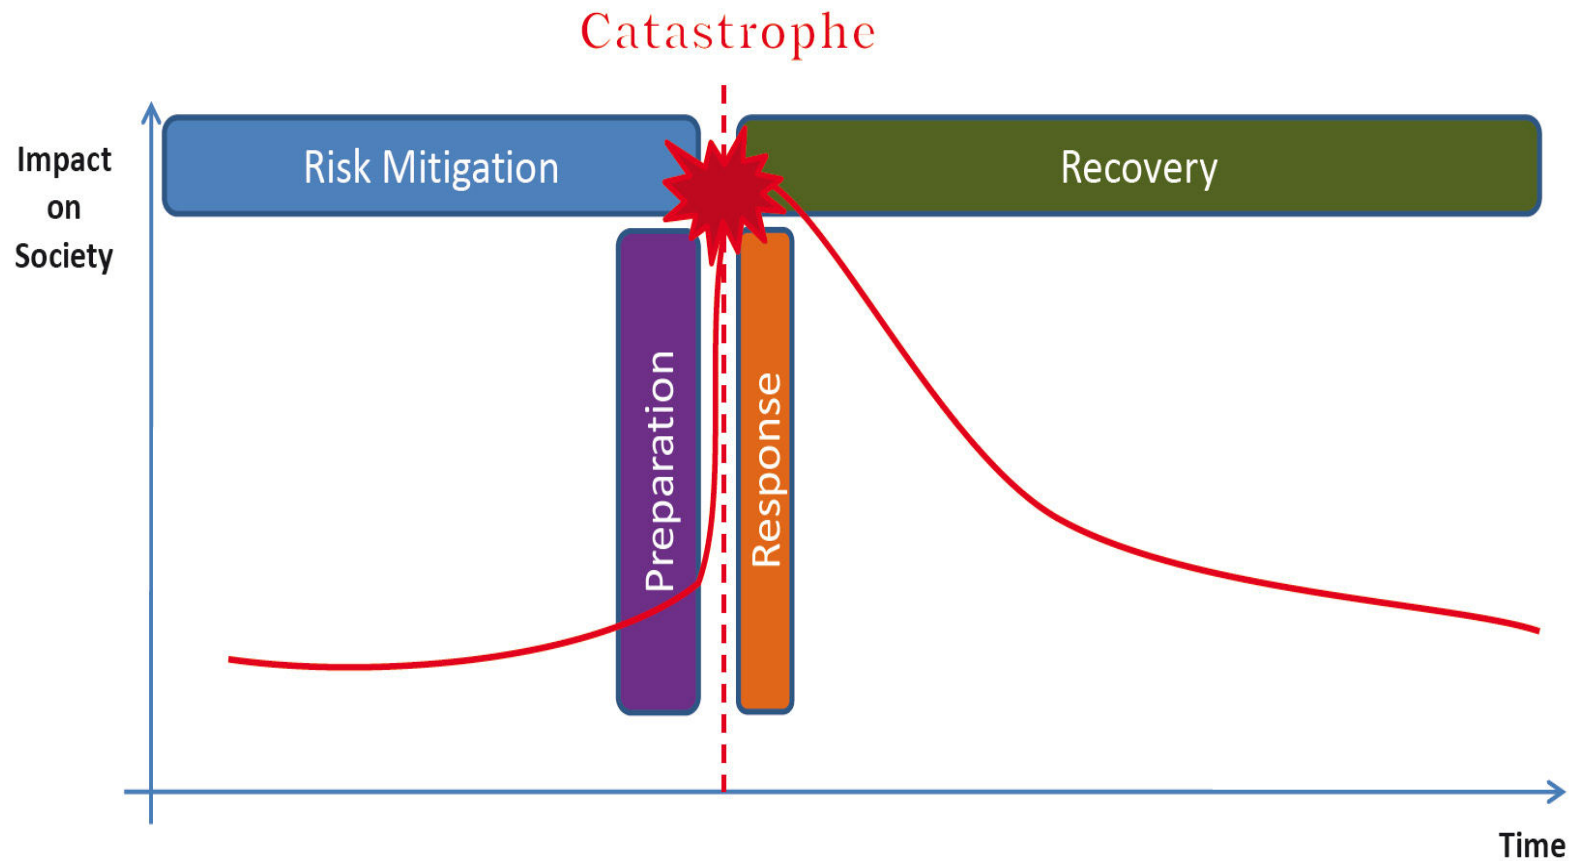 Catastrophe
Impact
on
Society
Risk Mitigation
Recovery
Preparation
Response
Time